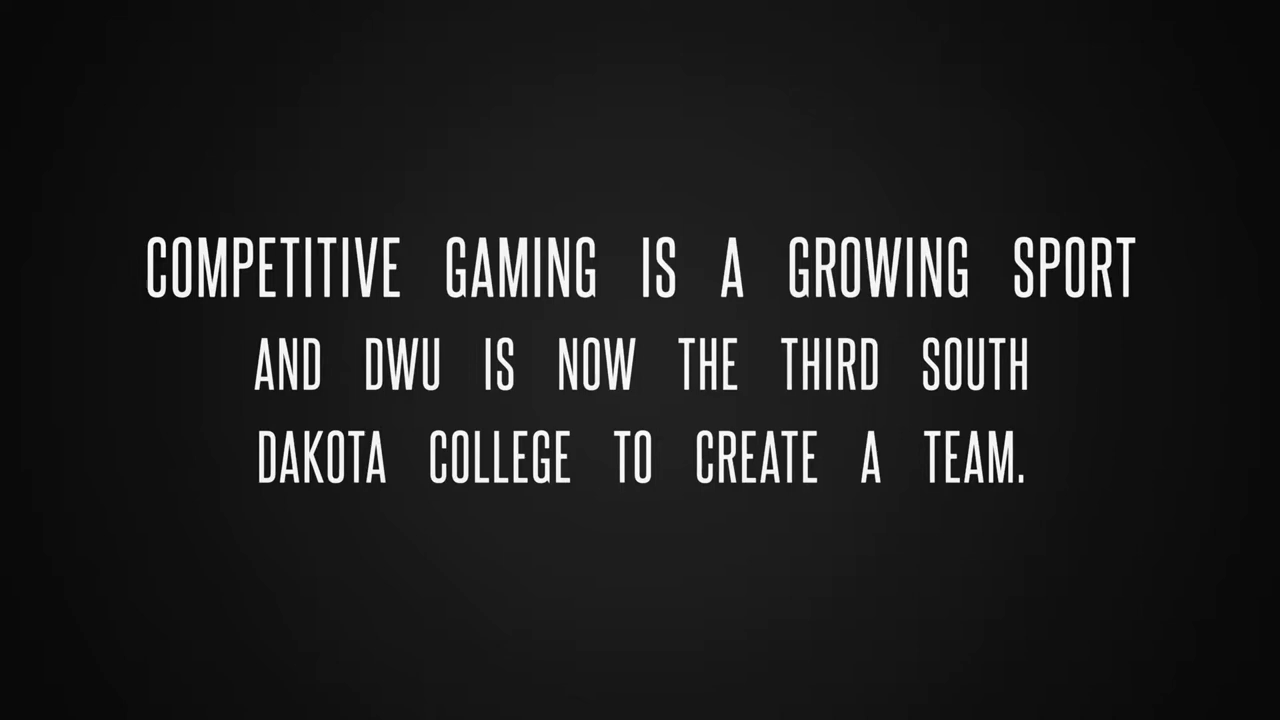 COMPETITIVE GAMING IS A GROWING SPORT
AND DWU IS NOW THE THIRD SOUTH
DAKOTA COLLEGE TO CREATE A TEAM.